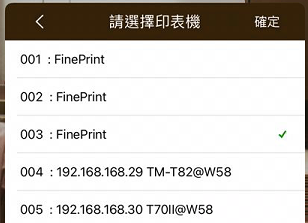 請選擇印表機 確定
001 : FinePrint
002 : FinePrint
003 : FinePrint
004 : 192.168.168.29 TM-T82@W58
005 : 192.168.168.30 T70II@W58